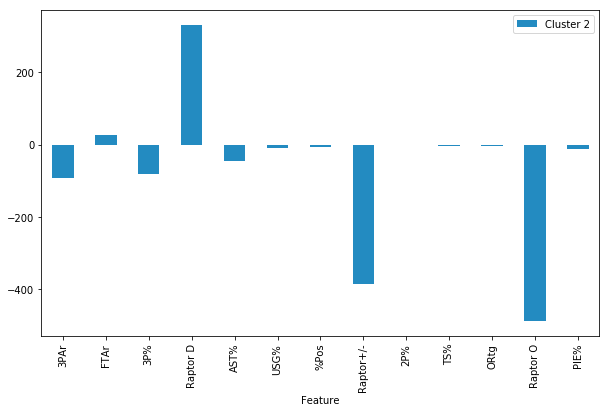 Cluster 2
200
0
−200
−400
3PAr
FTAr
3P%
Raptor D
AST%
USG%
%Pos
Raptor+/-
2P%
TS%
ORtg
Raptor O
PIE%
Feature